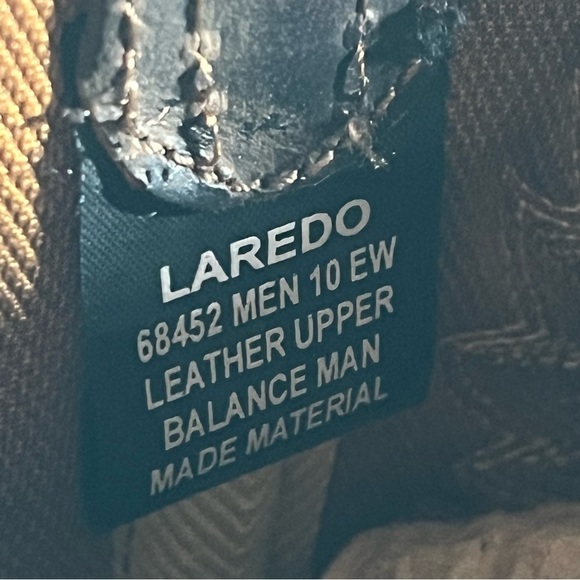 LAREDO
68452 MEN 10 EW
LEATHER UPPER
BALANCE MAN
MADE MATERIAL